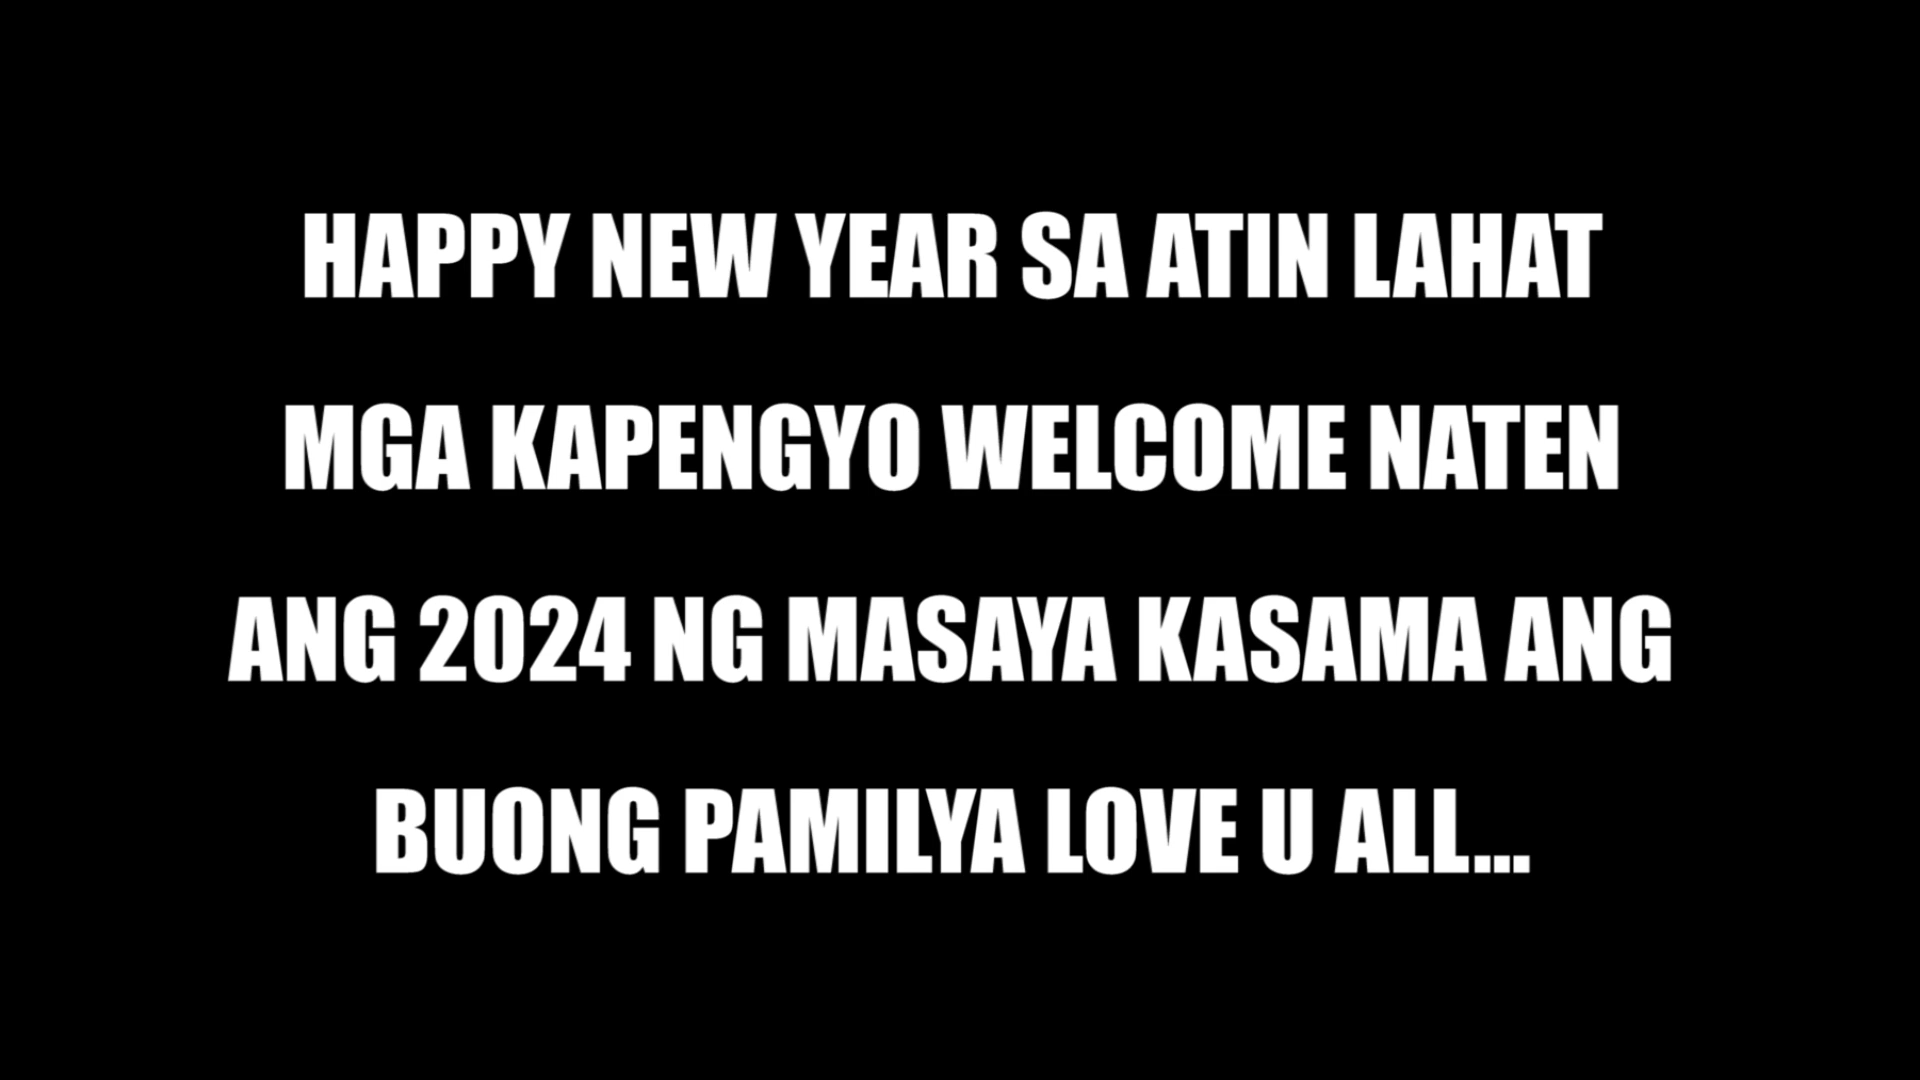 HAPPY NEW YEAR SA ATIN LAHAT
MGA KAPENGYO WELCOME NATEN
ANG 2024 NG MASAYA KASAMA ANG
BUONG PAMILYA LOVE U ALL...